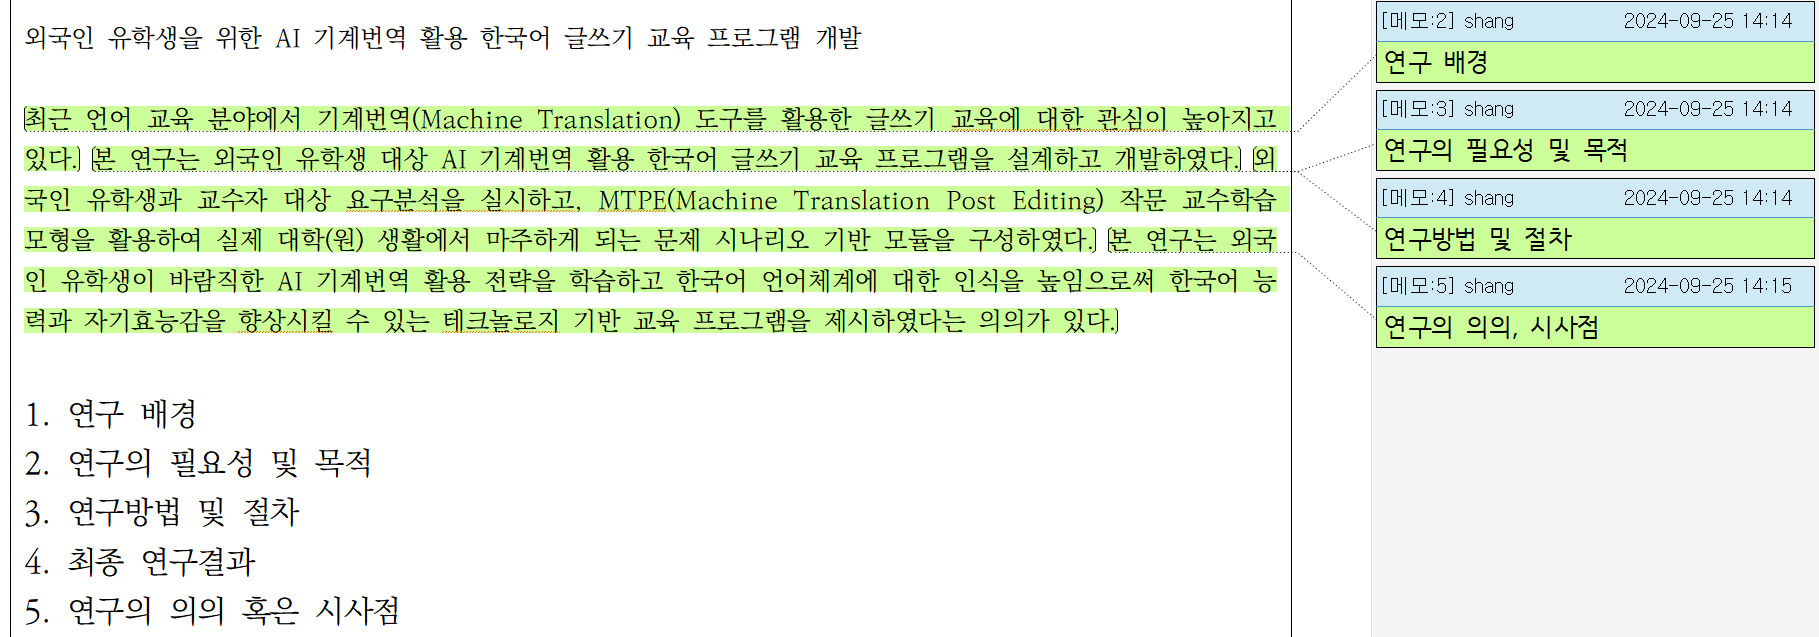 외국인 유학생을 위한 AI 기계번역 활용 한국어 글쓰기 교육 프로그램 개발
최근 언어 교육 분야에서 기계번역(Machine Translation) 도구를 활용한 글쓰기 교육에 대한 관심이 높아지고
있다. 본 연구는 외국인 유학생 대상 AI 기계번역 활용 한국어 글쓰기 교육 프로그램을 설계하고 개발하였다. 외
국인 유학생과 교수자 대상 요구분석을 실시하고, MTPE(Machine Translation Post Editing) 작문 교수학습
모형을 활용하여 실제 대학(원) 생활에서 마주하게 되는 문제 시나리오 기반 모듈을 구성하였다. 본 연구는 외국
인 유학생이 바람직한 AI 기계번역 활용 전략을 학습하고 한국어 언어체계에 대한 인식을 높임으로써 한국어 능
력과 자기효능감을 향상시킬 수 있는 테크놀로지 기반 교육 프로그램을 제시하였다는 의의가 있다.
1. 연구 배경
2. 연구의 필요성 및 목적
3. 연구방법 및 절차
4. 최종 연구결과
5. 연구의 의의 혹은 시사점
[메모:2] shang 2024-09-25 14:14
연구 배경
[메모:3] shang 2024-09-25 14:14
연구의 필요성 및 목적
[메모:4] shang 2024-09-25 14:14
연구방법 및 절차
[메모:5] shang 2024-09-25 14:15
연구의 의의, 시사점